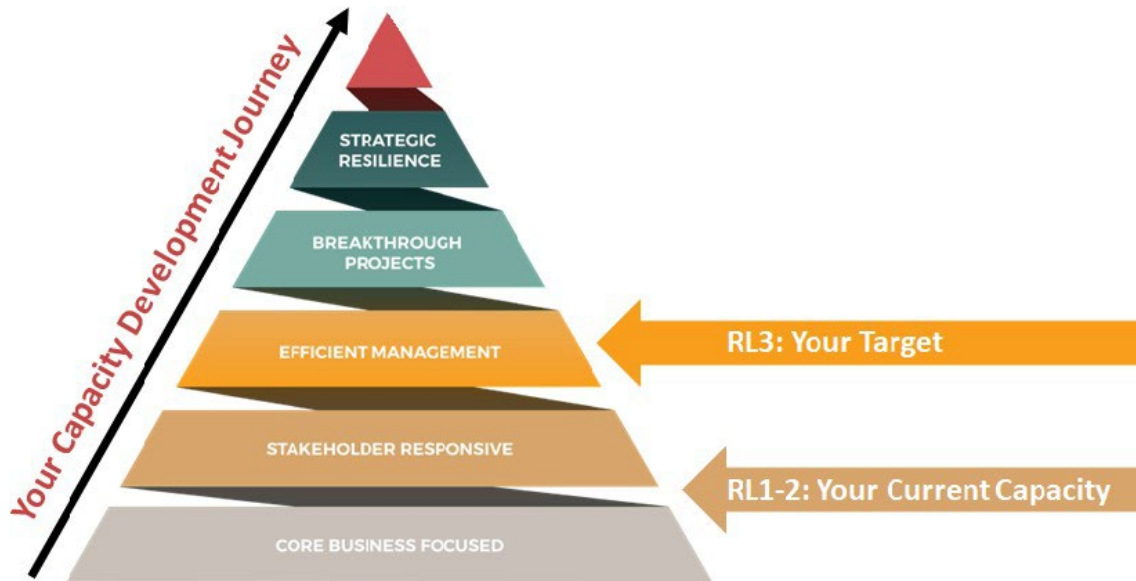 Your Capacity Development Journey
STRATEGIC
RESILIENCE
BREAKTHROUGH
PROJECTS
EFFICIENT MANAGEMENT
RL3: Your Target
STAKEHOLDER RESPONSIVE
RL1-2: Your Current Capacity
CORE BUSINESS FOCUSED